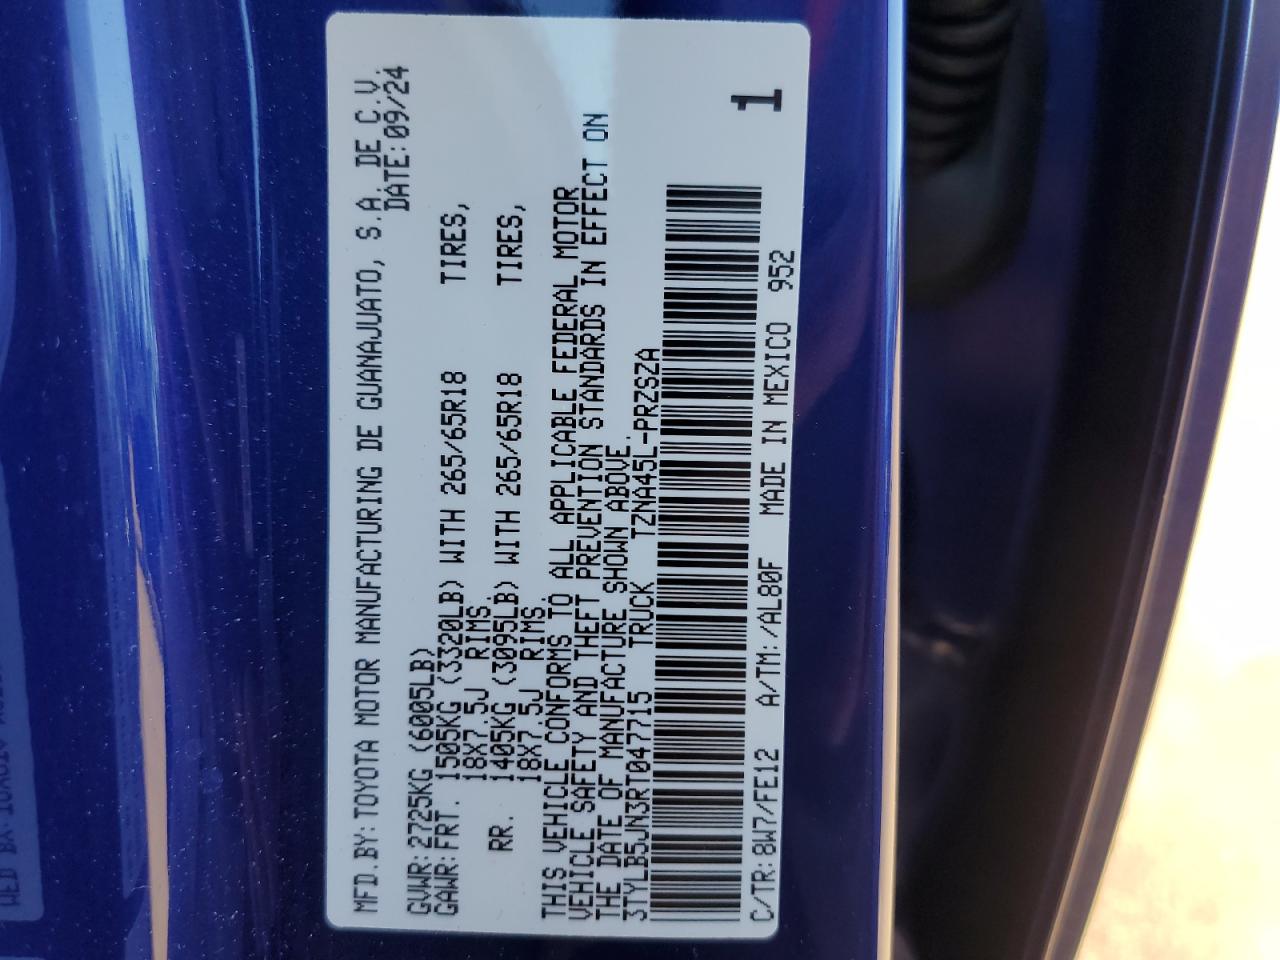 MFD.BY:TOYOTA MOTOR MANUFACTURING DE GUANAJUATO, S.A. DE C.V.
DATE:09/24
GVWR:2725KG (6005LB)
GAWR:FRT. 1505KG (3320LB) WITH 265/65R18 TIRES,
18X7.5J RIMS.
RR. 1405KG (3095LB) WITH 265/65R18 TIRES,
18X7.5J RIMS.
THIS VEHICLE CONFORMS TO ALL APPLICABLE FEDERAL MOTOR
VEHICLE SAFETY AND THEFT PREVENTION STANDARDS IN EFFECT ON
THE DATE OF MANUFACTURE SHOWN ABOVE.
3TYLB5JN3RT047715 TRUCK TZNA45L-PRZSZA
1
C/TR:8W7/FE12 A/TM:/AL80F MADE IN MEXICO 952